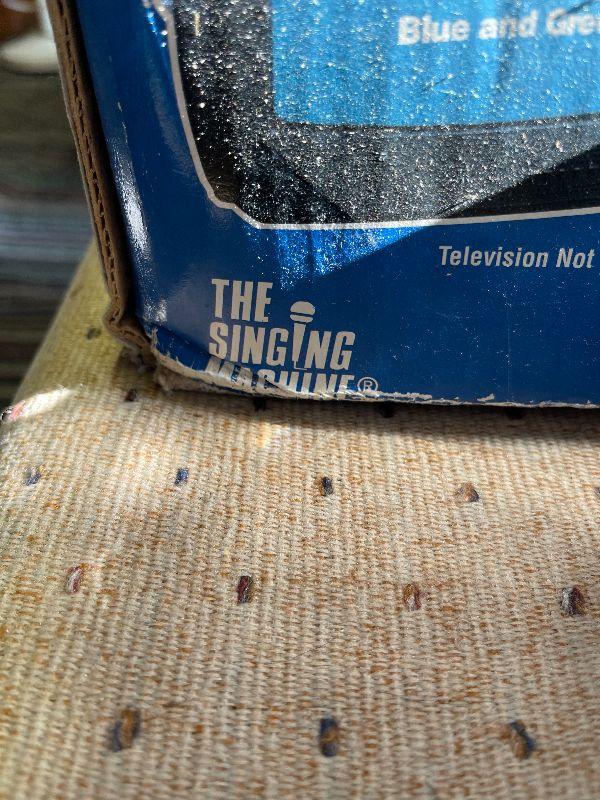 Blue and
Television Not
THE
SINGING
MACHINE®